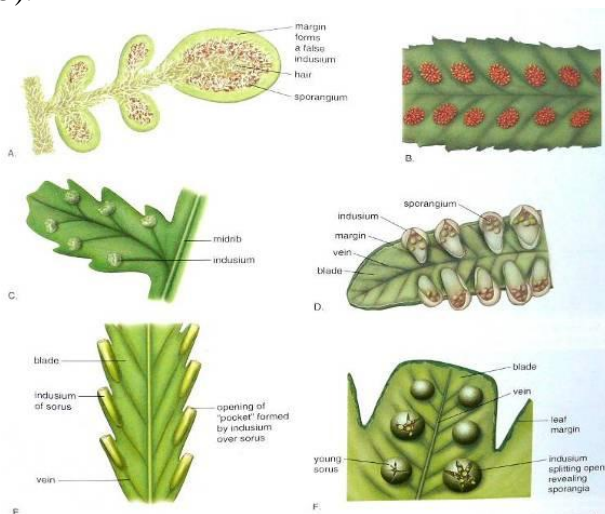 margin
forms
a false
indusium
hair
sporangium
A.
B.
midrib
indusium
C.
sporangium
indusium
margin
vein
blade
D.
blade
indusium
of sorus
vein
opening of
"pocket" formed
by indusium
over sorus
E
blade
vein
leaf
margin
young
sorus
indusium
splitting open
revealing
sporangia
F.